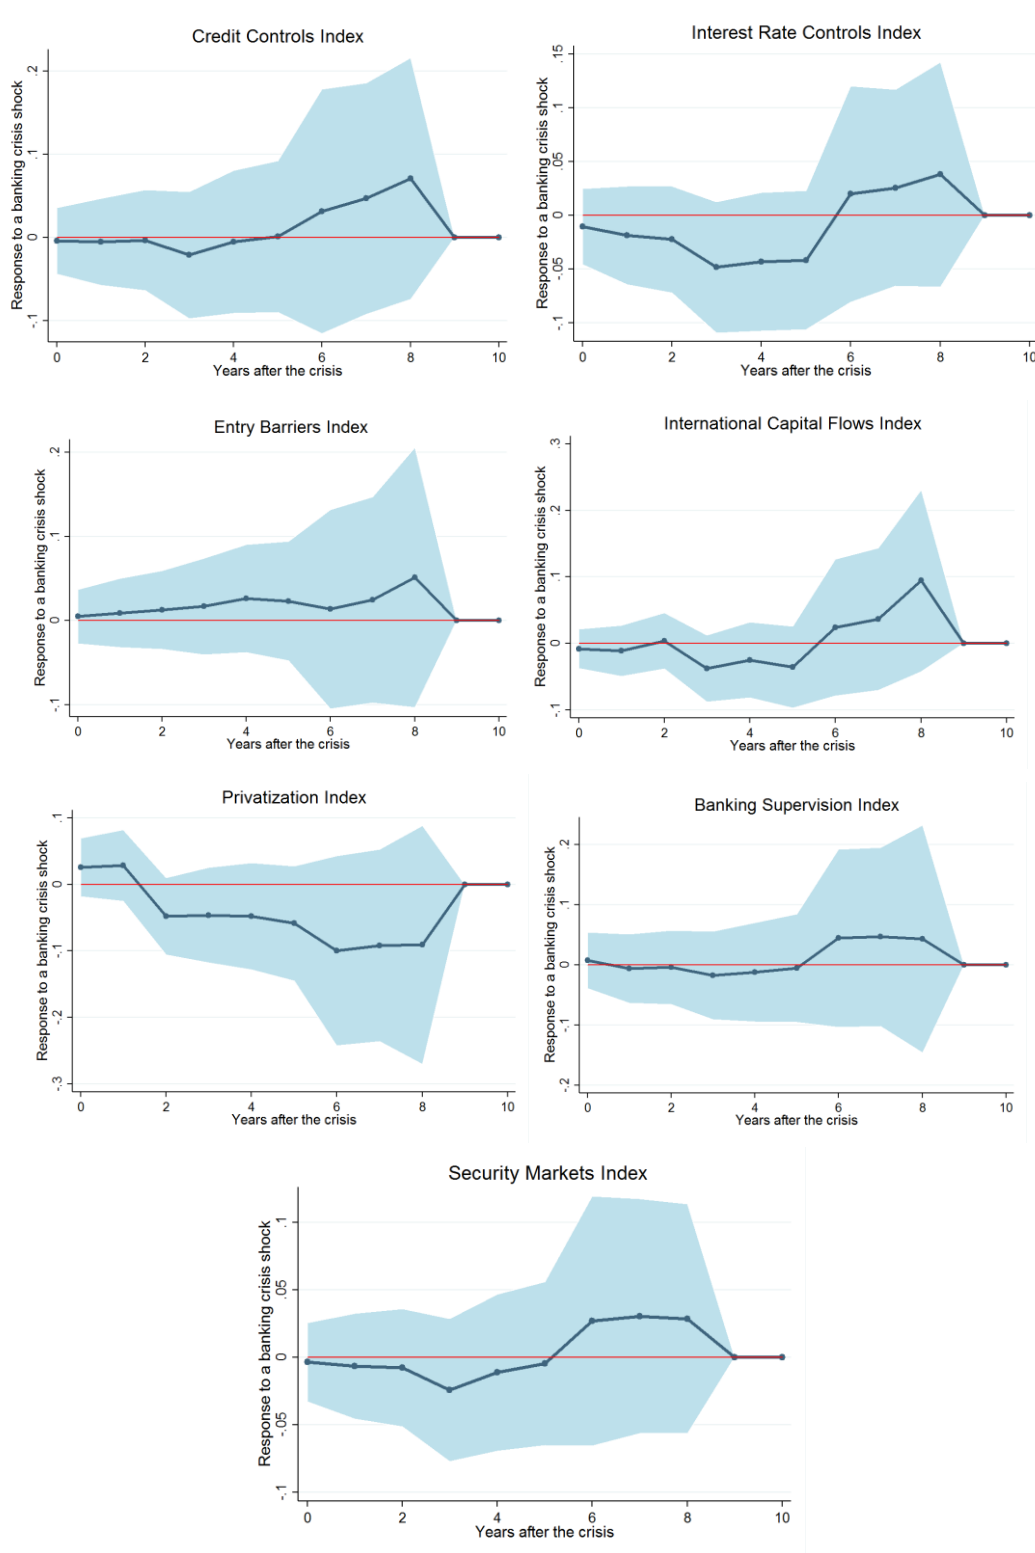 Credit Controls Index
Response to a banking crisis shock
.2
.1
0
-.1
0 2 4 6 8 10
Years after the crisis
Interest Rate Controls Index
Response to a banking crisis shock
.15
.1
.05
0
-.05
-.1
0 2 4 6 8 10
Years after the crisis
Entry Barriers Index
Response to a banking crisis shock
.2
.1
0
-.1
0 2 4 6 8 10
Years after the crisis
International Capital Flows Index
Response to a banking crisis shock
.3
.2
.1
0
-.1
0 2 4 6 8 10
Years after the crisis
Privatization Index
Response to a banking crisis shock
.1
0
-.1
-.2
-.3
0 2 4 6 8 10
Years after the crisis
Banking Supervision Index
Response to a banking crisis shock
.2
.1
0
-.1
-.2
0 2 4 6 8 10
Years after the crisis
Security Markets Index
Response to a banking crisis shock
.1
.05
0
-.05
-.1
0 2 4 6 8 10
Years after the crisis